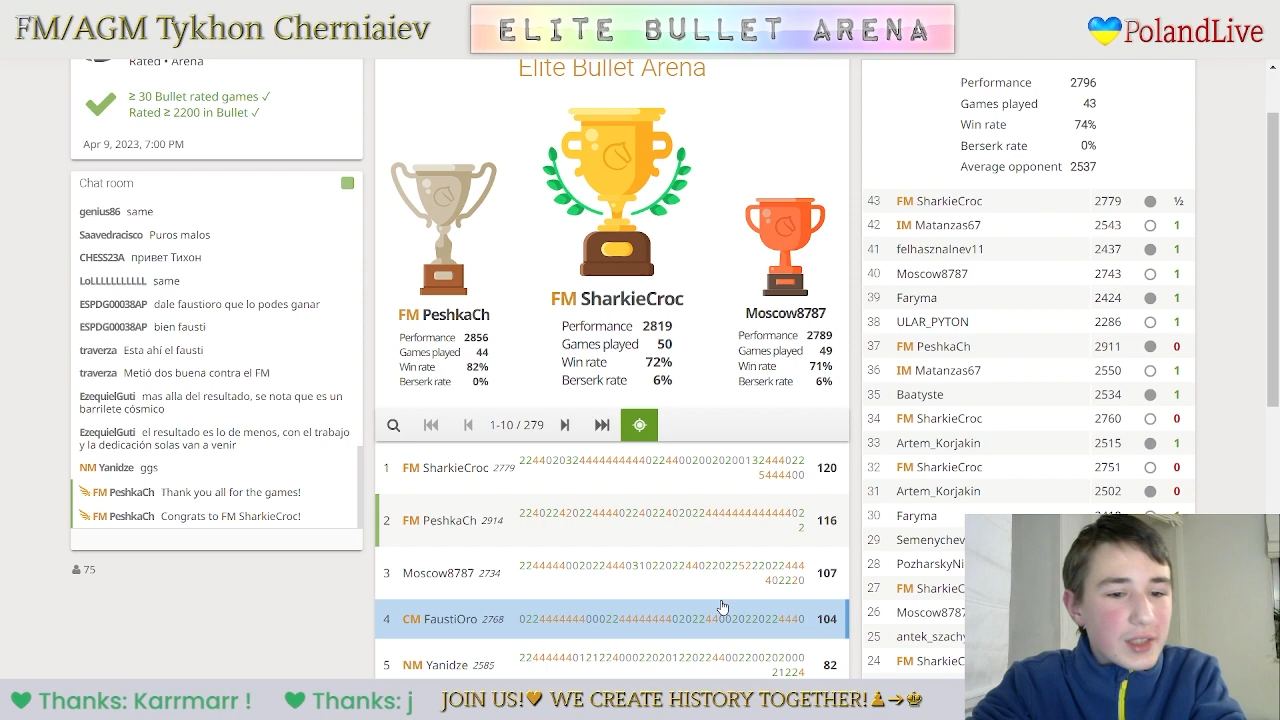 FM/AGM Tykhon Cherniaiev
ELITE BULLET ARENA
PolandLive
Rated • Arena
≥ 30 Bullet rated games ✓
Rated ≥ 2200 in Bullet ✓
Apr 9, 2023, 7:00 PM
Chat room
genius86 same
Saavedracisco Puros malos
CHESS23A привет Тихон
LoLLLLLLLLLLL same
ESPDG00038AP dale faustioro que lo podes ganar
ESPDG00038AP bien fausti
traverza Esta ahí el fausti
traverza Metió dos buena contra el FM
EzequielGuti mas alla del resultado, se nota que es un
barrilete cósmico
EzequielGuti el resultado es lo de menos, con el trabajo
y la dedicación solas van a venir
NM Yanidze ggs
FM PeshkaCh Thank you all for the games!
FM PeshkaCh Congrats to FM SharkieCroc!
75
Elite Bullet Arena
FM PeshkaCh
Performance 2856
Games played 44
Win rate 82%
Berserk rate 0%
FM SharkieCroc
Performance 2819
Games played 50
Win rate 72%
Berserk rate 6%
Moscow8787
Performance 2789
Games played 49
Win rate 71%
Berserk rate 6%
1-10 / 279
1 FM SharkieCroc 2779 120
2 FM PeshkaCh 2914 116
3 Moscow8787 2734 107
4 CM FaustiOro 2768 104
5 NM Yanidze 2585 82
Performance 2796
Games played 43
Win rate 74%
Berserk rate 0%
Average opponent 2537
43 FM SharkieCroc 2779 ½
42 IM Matanzas67 2543 1
41 felhasznalnev11 2437 1
40 Moscow8787 2743 1
39 Faryma 2424 1
38 ULAR_PYTON 2286 1
37 FM PeshkaCh 2911 0
36 IM Matanzas67 2550 1
35 Baatyste 2534 1
34 FM SharkieCroc 2760 0
33 Artem_Korjakin 2515 1
32 FM SharkieCroc 2751 0
31 Artem_Korjakin 2502 0
30 Faryma
29 Semenychev
28 PozharskyNi
27 FM SharkieC
26 Moscow8787
25 antek_szachy
24 FM SharkieC
Thanks: Karrmarr !
Thanks: j
JOIN US!♥ WE CREATE HISTORY TOGETHER!♟→♚